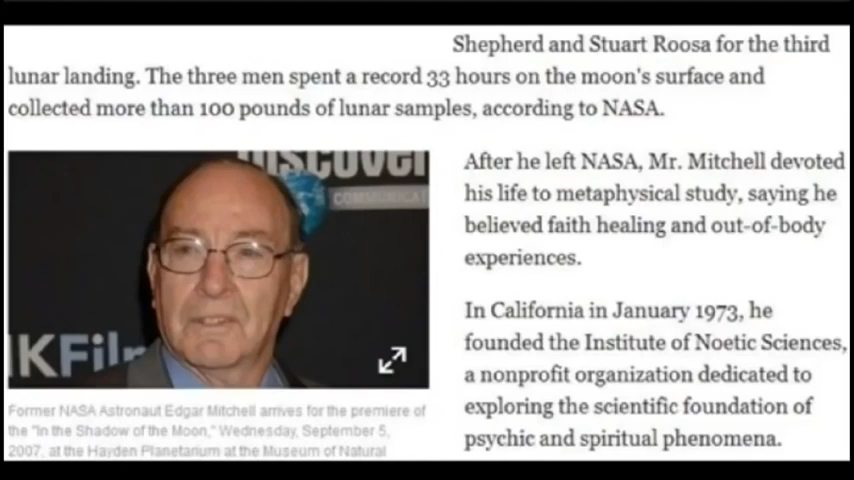 Shepherd and Stuart Roosa for the third
lunar landing. The three men spent a record 33 hours on the moon's surface and
collected more than 100 pounds of lunar samples, according to NASA.
After he left NASA, Mr. Mitchell devoted
his life to metaphysical study, saying he
believed faith healing and out-of-body
experiences.
In California in January 1973, he
founded the Institute of Noetic Sciences,
a nonprofit organization dedicated to
exploring the scientific foundation of
psychic and spiritual phenomena.
Discover
COMMUNICAT
KFil
Former NASA Astronaut Edgar Mitchell arrives for the premiere of
the "In the Shadow of the Moon," Wednesday, September 5,
2007, at the Hayden Planetarium at the Museum of Natural